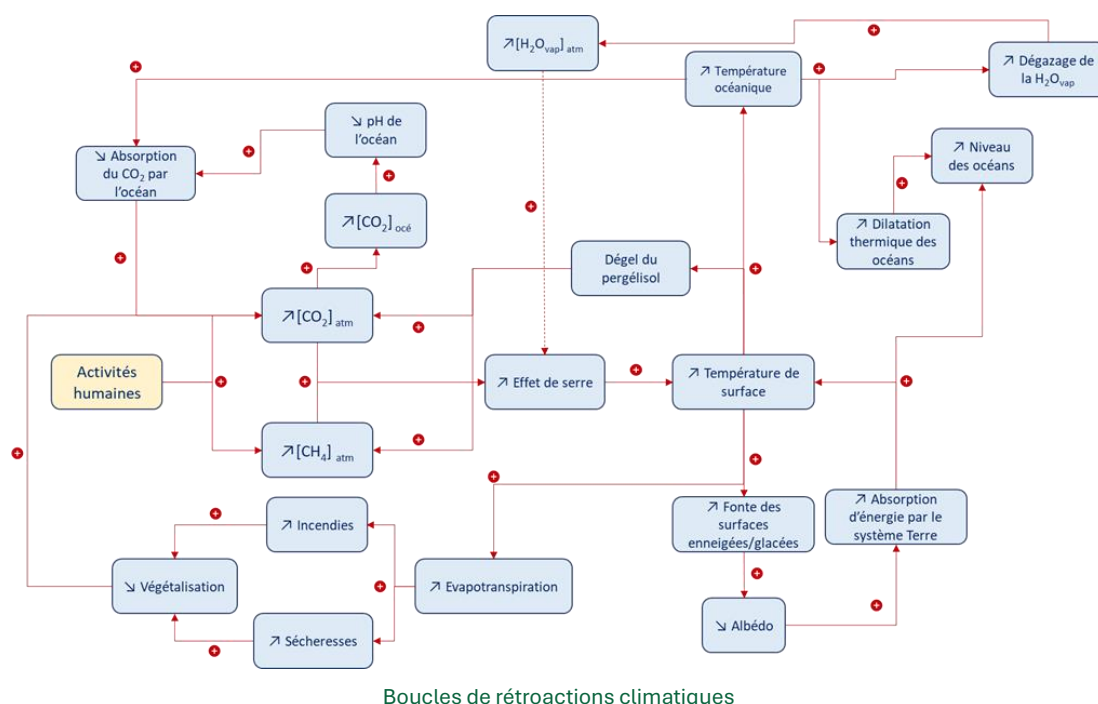 ↗[H₂Ovap] atm
↗ Température
océanique
↗ Dégazage de
la H₂Ovap
↘ pH de
l'océan
↘ Absorption
du CO₂ par
l'océan
↗ Niveau
des océans
↗[CO₂] océ
↗ Dilatation
thermique des
océans
Dégel du
pergélisol
↗[CO₂] atm
Activités
humaines
↗ Effet de serre
↗ Température de
surface
↗[CH₄] atm
↗ Incendies
↗ Fonte des
surfaces
enneigées/glacées
↗ Absorption
d'énergie par le
système Terre
↘ Végétalisation
↗ Evapotranspiration
↗ Sécheresses
↘ Albédo
Boucles de rétroactions climatiques